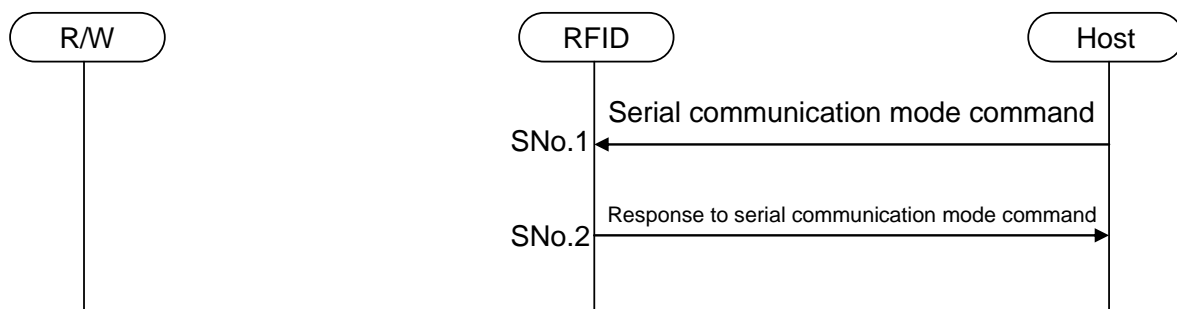 R/W
RFID
Host
Serial communication mode command
SNo.1
Response to serial communication mode command
SNo.2